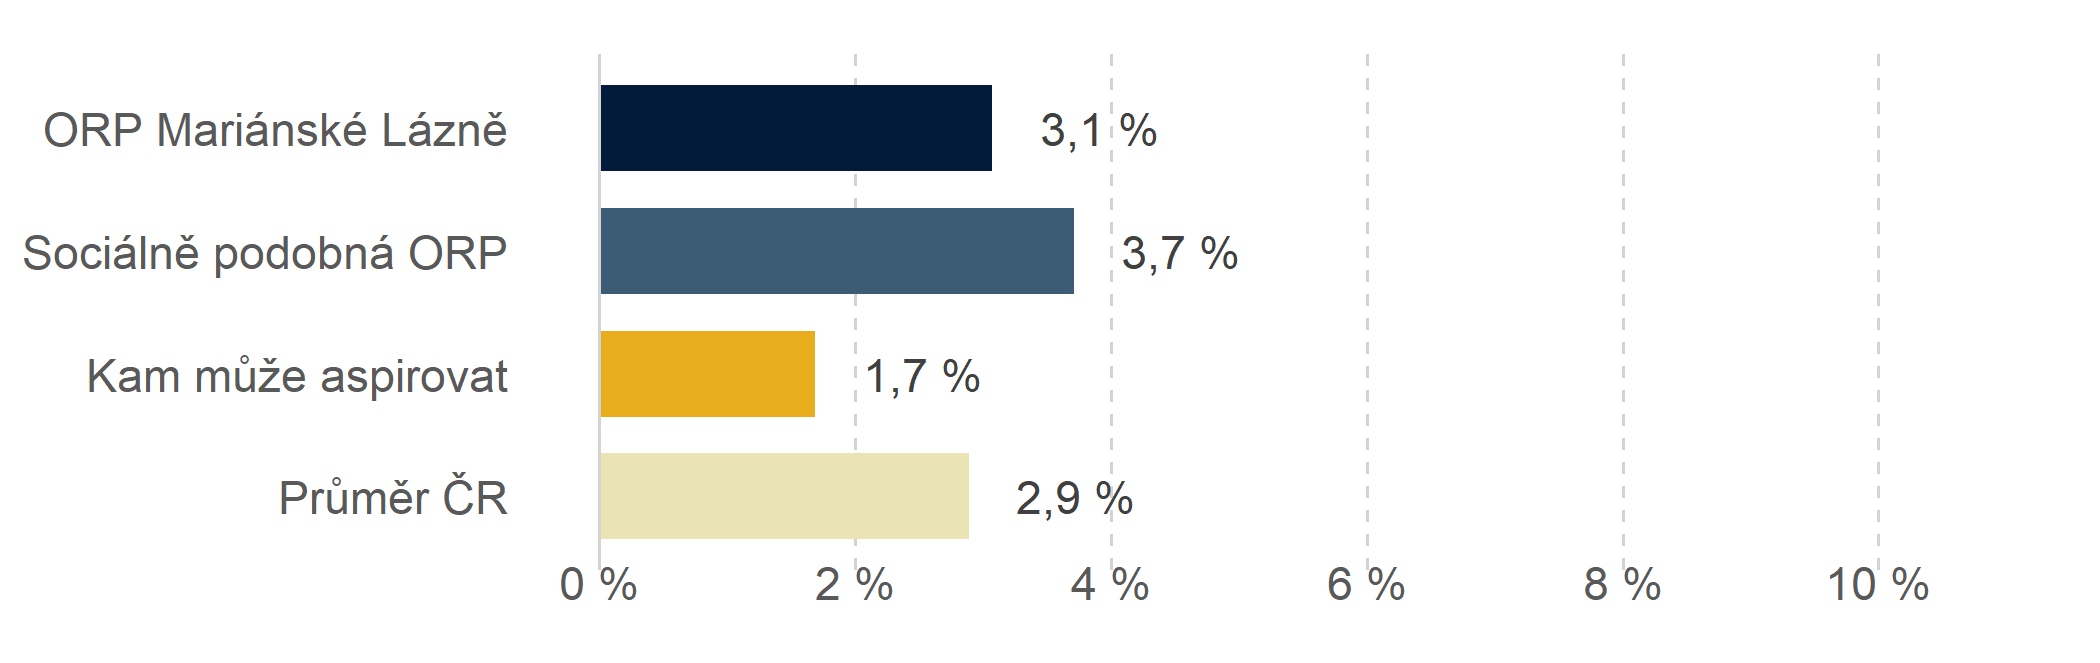 ORP Mariánské Lázně
3,1 %
Sociálně podobná ORP
3,7 %
Kam může aspirovat
1,7 %
Průměr ČR
2,9 %
0 % 2 % 4 % 6 % 8 % 10 %